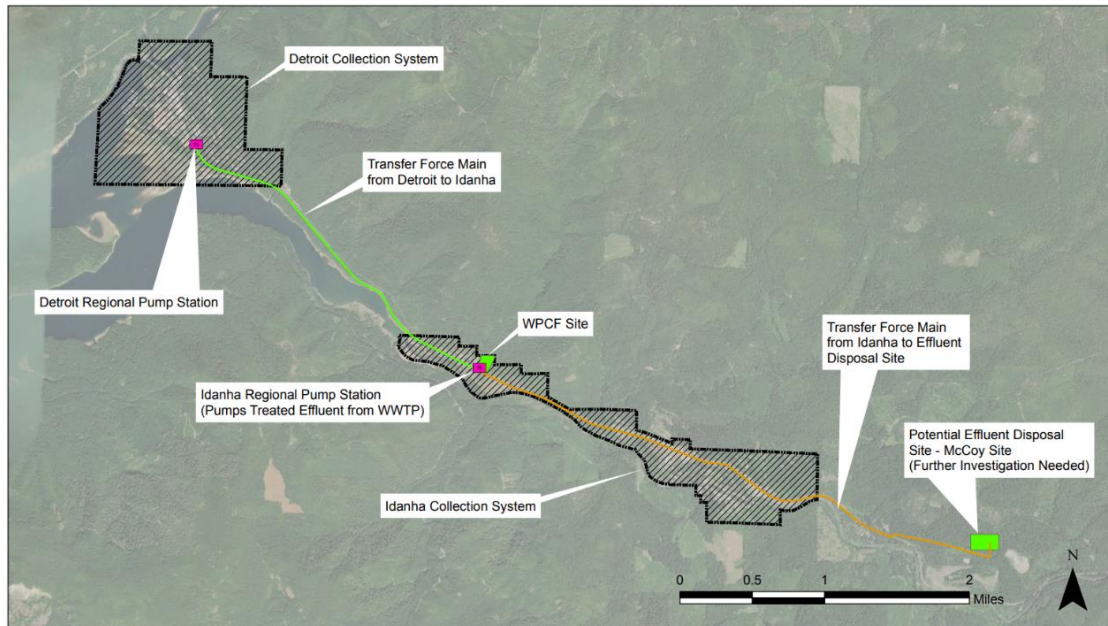 Detroit Collection System
Transfer Force Main
from Detroit to Idanha
Detroit Regional Pump Station
WPCF Site
Idanha Regional Pump Station
(Pumps Treated Effluent from WWTP)
Transfer Force Main
from Idanha to Effluent
Disposal Site
Potential Effluent Disposal
Site - McCoy Site
(Further Investigation Needed)
Idanha Collection System
N
0 0.5 1 2
Miles